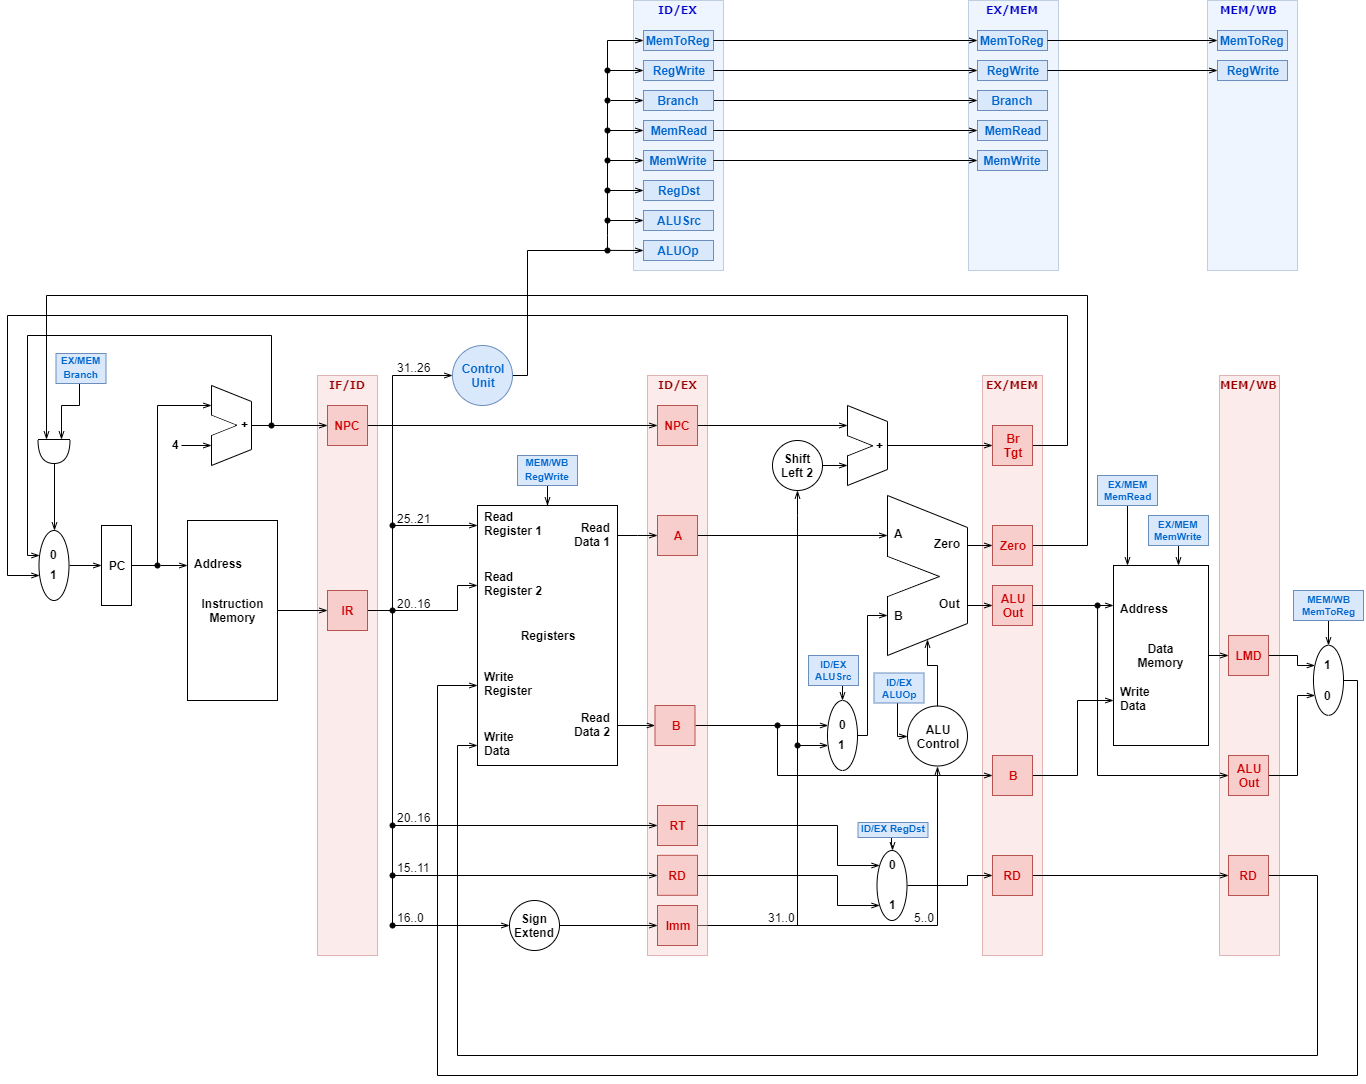 ID/EX
EX/MEM
MEM/WB
MemToReg
MemToReg
MemToReg
RegWrite
RegWrite
RegWrite
Branch
Branch
MemRead
MemRead
MemWrite
MemWrite
RegDst
ALUSrc
ALUOp
EX/MEM
Branch
31..26
Control
Unit
IF/ID
ID/EX
EX/MEM
MEM/WB
NPC
NPC
+
4
+
Br
Tgt
Shift
Left 2
MEM/WB
RegWrite
EX/MEM
MemRead
EX/MEM
MemWrite
25..21
Read
Register 1
Read
Data 1
A
A
Zero
Zero
0
1
PC
Address
Instruction
Memory
IR
20..16
Read
Register 2
Registers
Write
Register
Write
Data
Read
Data 2
B
B
Out
ALU
Out
Address
Data
Memory
Write
Data
MEM/WB
MemToReg
LMD
1
0
ID/EX
ALUSrc
ID/EX
ALUOp
0
1
ALU
Control
B
ALU
Out
20..16
RT
ID/EX RegDst
0
1
15..11
RD
RD
RD
16..0
Sign
Extend
Imm
31..0
5..0